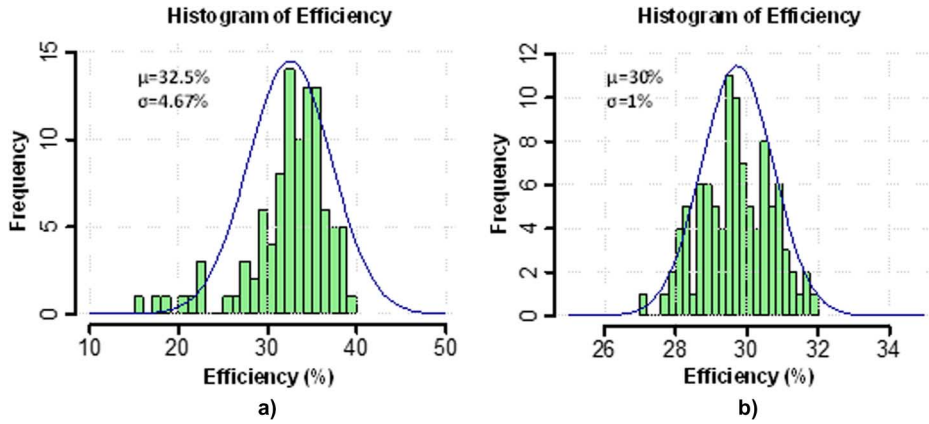 Histogram of Efficiency
μ=32.5%
σ=4.67%
Frequency
0
5
10
15
10
20
30
40
50
Efficiency (%)
a)
Histogram of Efficiency
μ=30%
σ=1%
Frequency
0
2
4
6
8
10
12
26
28
30
32
34
Efficiency (%)
b)